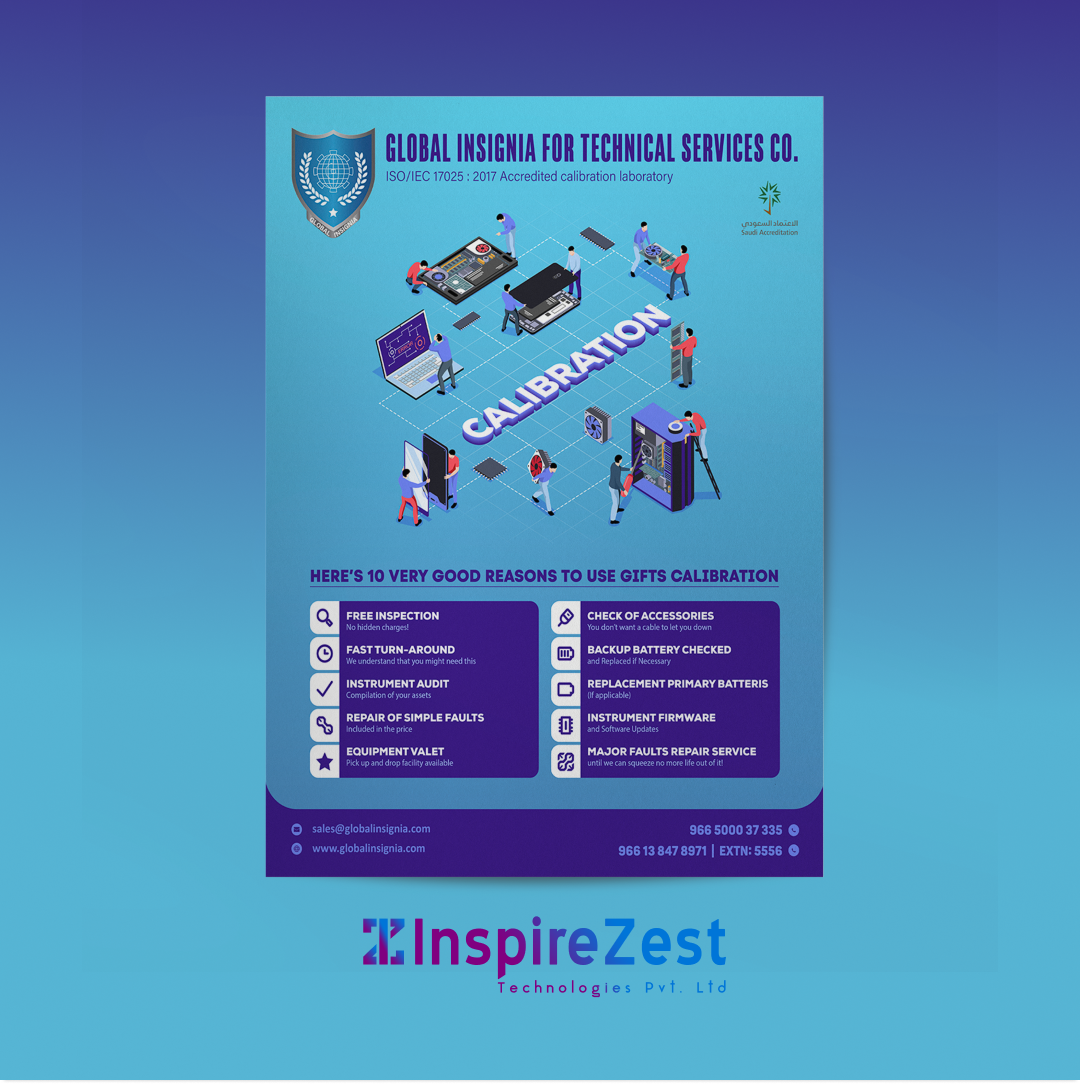 GLOBAL INSIGNIA FOR TECHNICAL SERVICES CO.
ISO/IEC 17025 : 2017 Accredited calibration laboratory
GLOBAL INSIGNIA
الاعتماد السعودي
Saudi Accreditation
ERROR
CALIBRATION
HERE'S 10 VERY GOOD REASONS TO USE GIFTS CALIBRATION
FREE INSPECTION
No hidden charges!
FAST TURN-AROUND
We understand that you might need this
INSTRUMENT AUDIT
Compilation of your assets
REPAIR OF SIMPLE FAULTS
Included in the price
EQUIPMENT VALET
Pick up and drop facility available
CHECK OF ACCESSORIES
You don't want a cable to let you down
BACKUP BATTERY CHECKED
and Replaced if Necessary
REPLACEMENT PRIMARY BATTERIS
(If applicable)
INSTRUMENT FIRMWARE
and Software Updates
MAJOR FAULTS REPAIR SERVICE
until we can squeeze no more life out of it!
sales@globalinsignia.com
www.globalinsignia.com
966 5000 37 335
966 13 847 8971 | EXTN: 5556
InspireZest
Technologies Pvt. Ltd